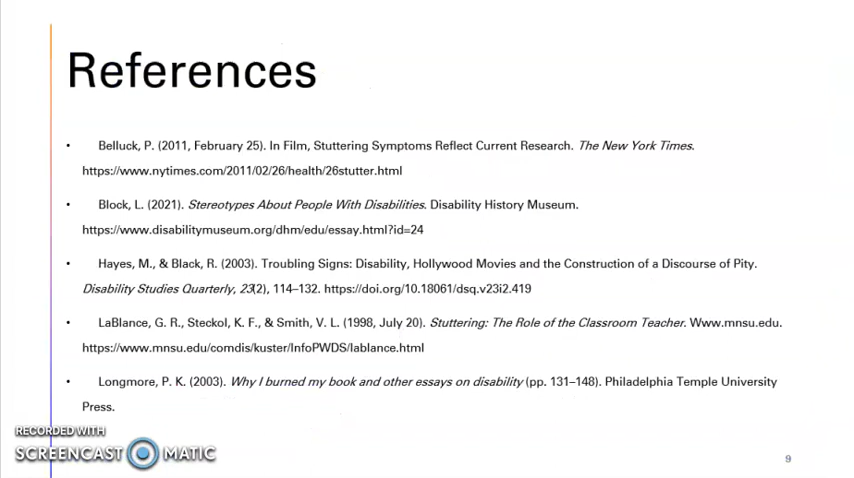 References
• Belluck, P. (2011, February 25). In Film, Stuttering Symptoms Reflect Current Research. The New York Times.
https://www.nytimes.com/2011/02/26/health/26stutter.html
• Block, L. (2021). Stereotypes About People With Disabilities. Disability History Museum.
https://www.disabilitymuseum.org/dhm/edu/essay.html?id=24
• Hayes, M., & Black, R. (2003). Troubling Signs: Disability, Hollywood Movies and the Construction of a Discourse of Pity.
Disability Studies Quarterly, 23(2), 114–132. https://doi.org/10.18061/dsq.v23i2.419
• LaBlance, G. R., Steckol, K. F., & Smith, V. L. (1998, July 20). Stuttering: The Role of the Classroom Teacher. Www.mnsu.edu.
https://www.mnsu.edu/comdis/kuster/InfoPWDS/lablance.html
• Longmore, P. K. (2003). Why I burned my book and other essays on disability (pp. 131–148). Philadelphia Temple University
Press.
RECORDED WITH
SCREENCAST MATIC
9